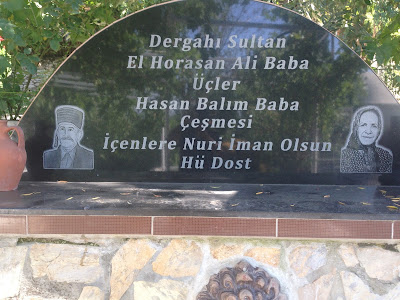 Dergahı Sultan
El Horasan Ali Baba
Üçler
Hasan Balım Baba
Çeşmesi
İçenlere Nuri İman Olsun
Hü Dost